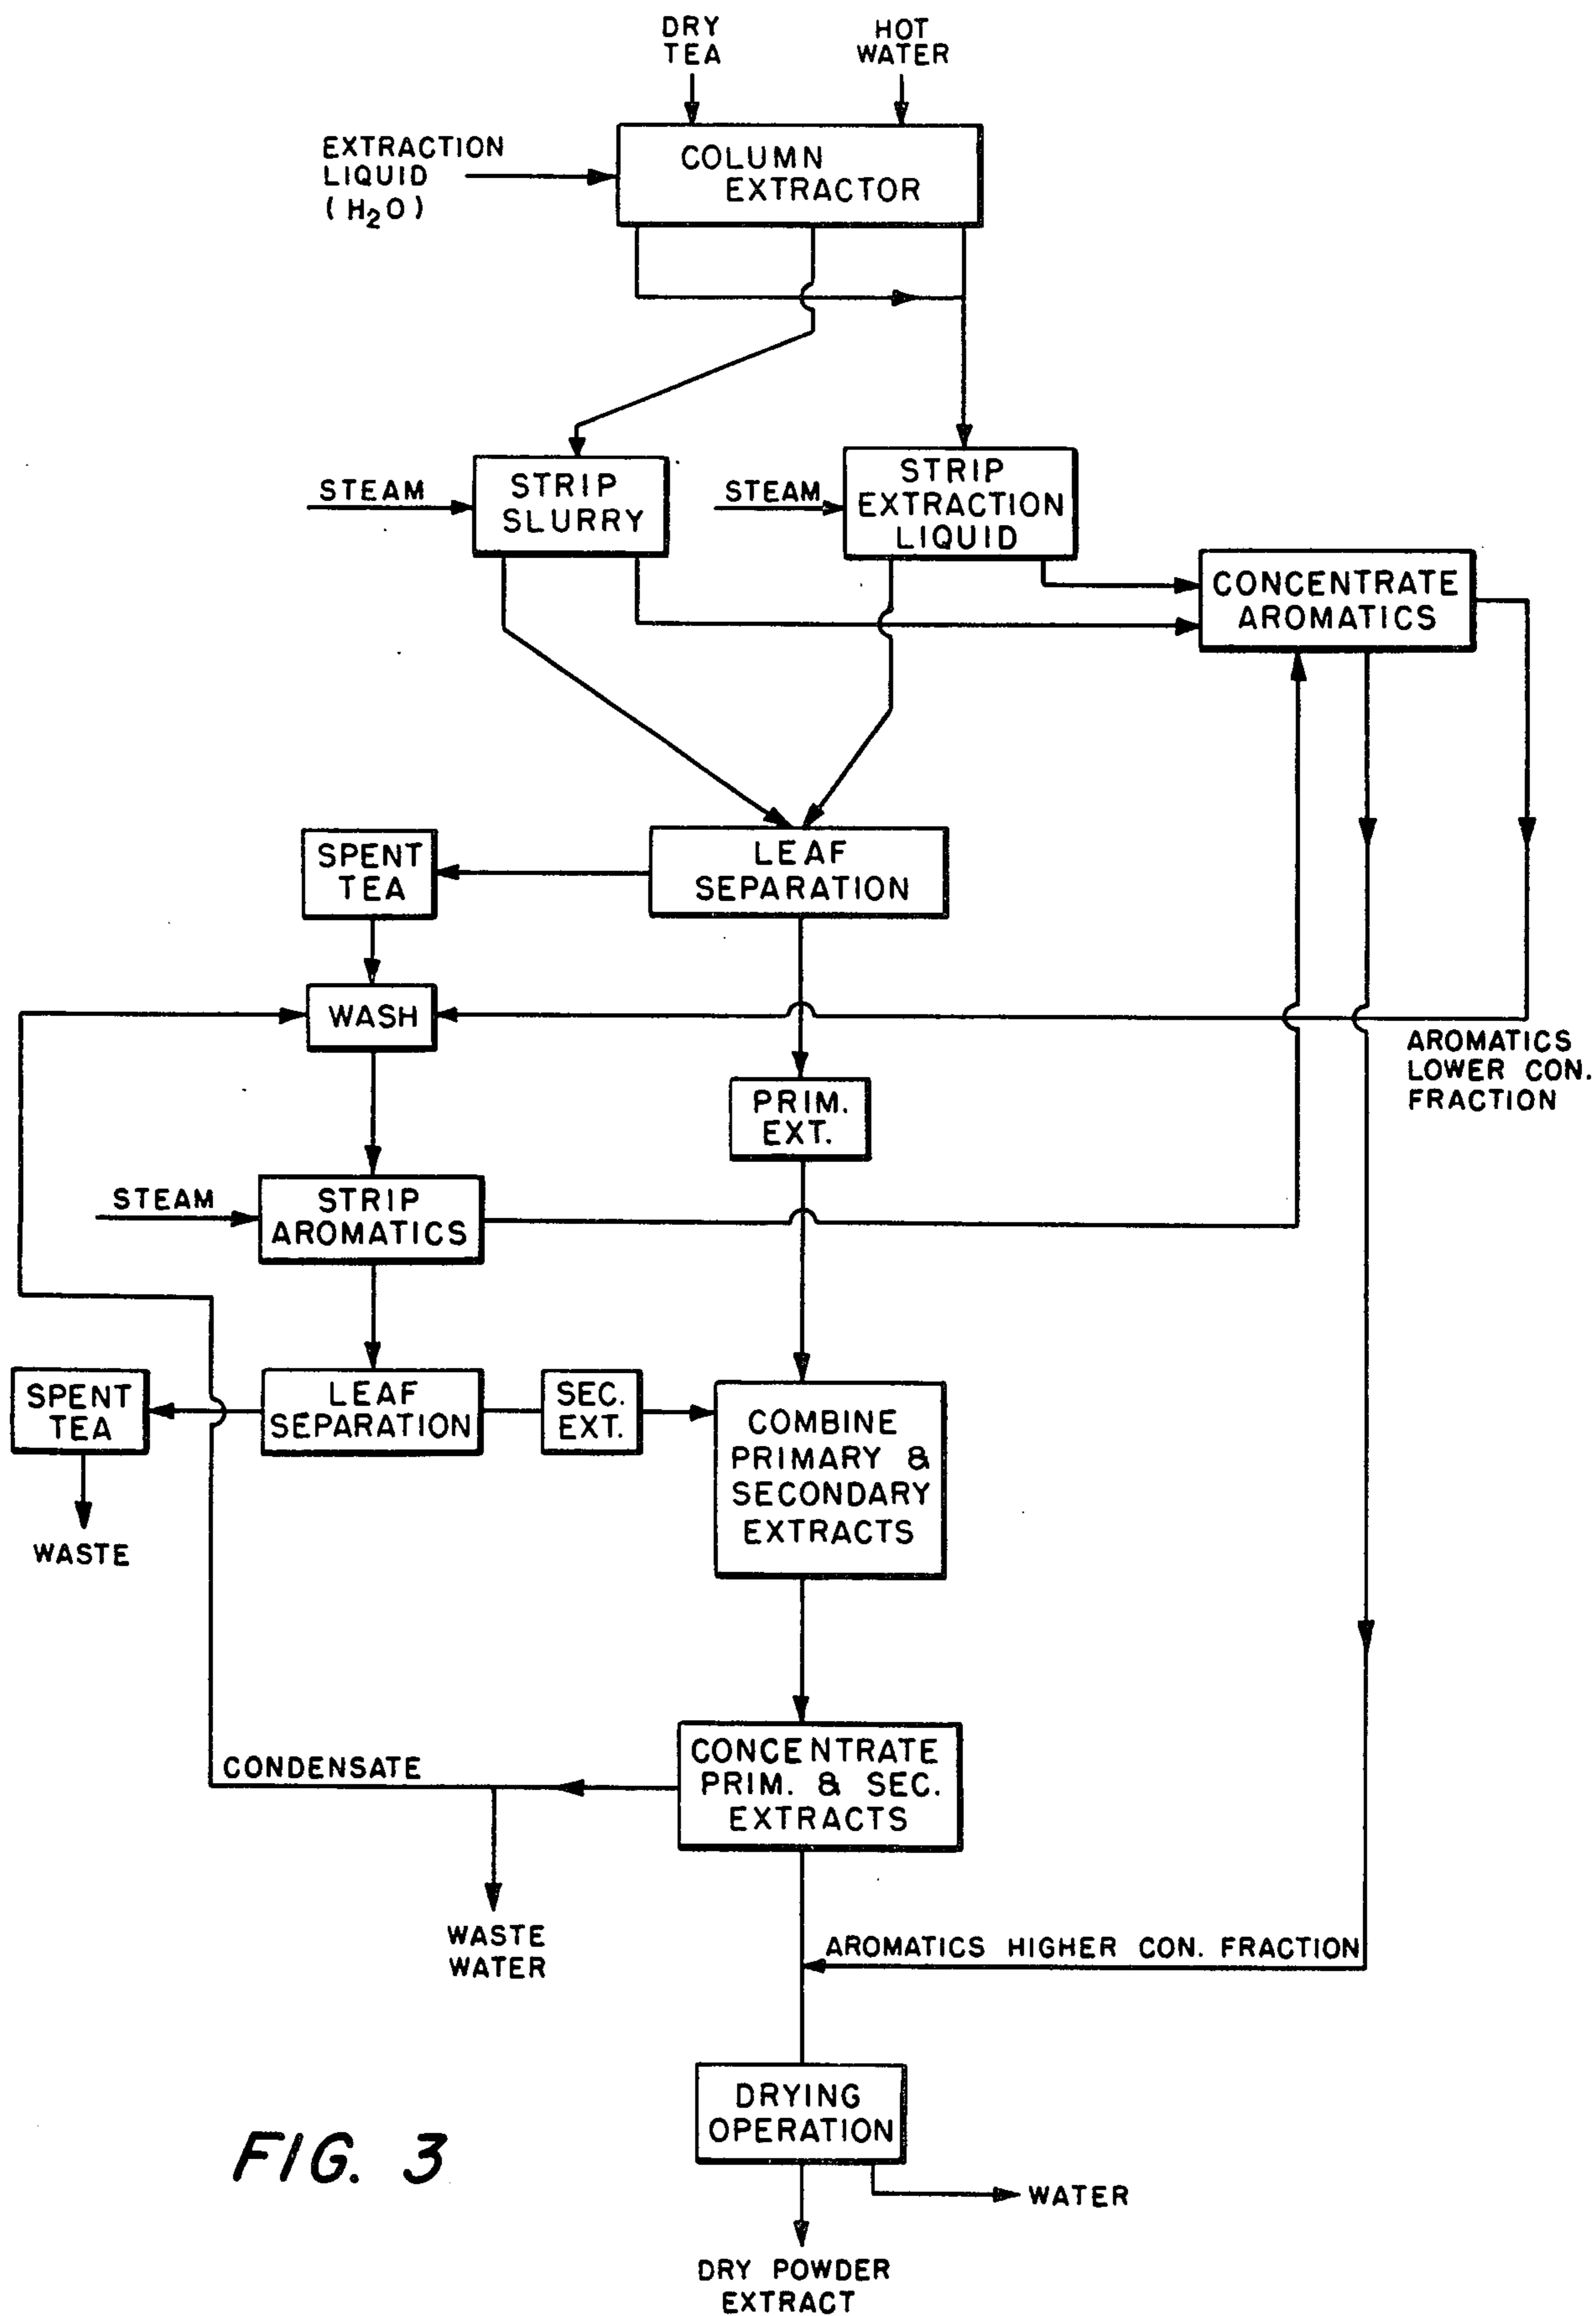 DRY
TEA
HOT
WATER
EXTRACTION
LIQUID
(H₂O)
COLUMN
EXTRACTOR
STEAM
STRIP
SLURRY
STEAM
STRIP
EXTRACTION
LIQUID
CONCENTRATE
AROMATICS
SPENT
TEA
LEAF
SEPARATION
WASH
AROMATICS
LOWER CON.
FRACTION
PRIM.
EXT.
STEAM
STRIP
AROMATICS
SPENT
TEA
LEAF
SEPARATION
SEC.
EXT.
COMBINE
PRIMARY &
SECONDARY
EXTRACTS
WASTE
CONDENSATE
CONCENTRATE
PRIM. & SEC.
EXTRACTS
WASTE
WATER
AROMATICS HIGHER CON. FRACTION
DRYING
OPERATION
FIG. 3
WATER
DRY POWDER
EXTRACT